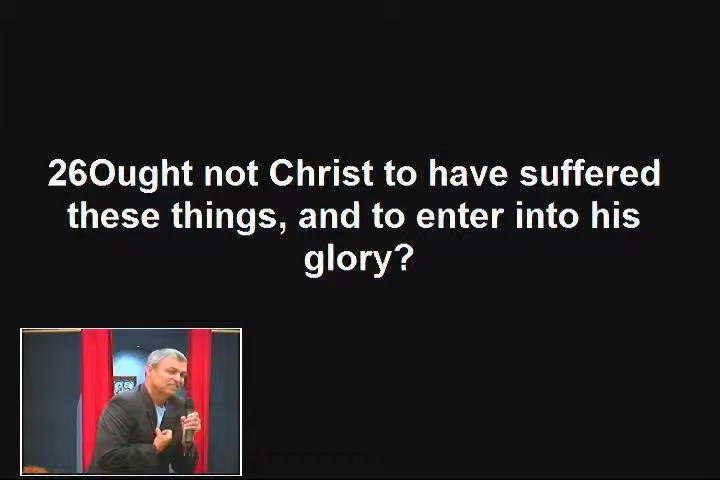 26Ought not Christ to have suffered
these things, and to enter into his
glory?